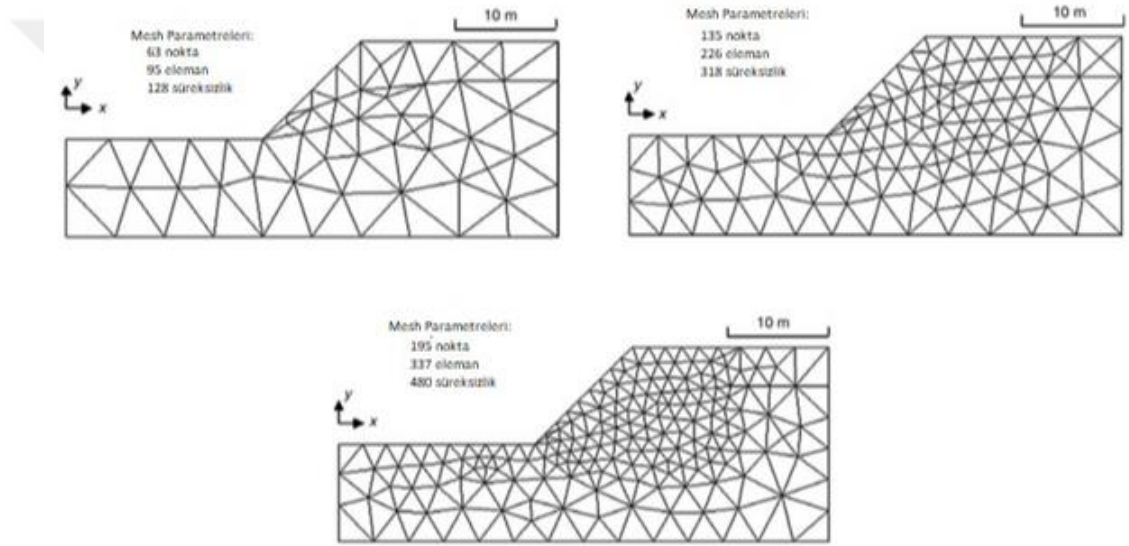 10 m
Mesh Parametreleri:
63 nokta
95 eleman
128 süreksizlik
y
x
10 m
Mesh Parametreleri:
135 nokta
226 eleman
318 süreksizlik
y
x
10 m
Mesh Parametreleri:
195 nokta
337 eleman
480 süreksizlik
y
x